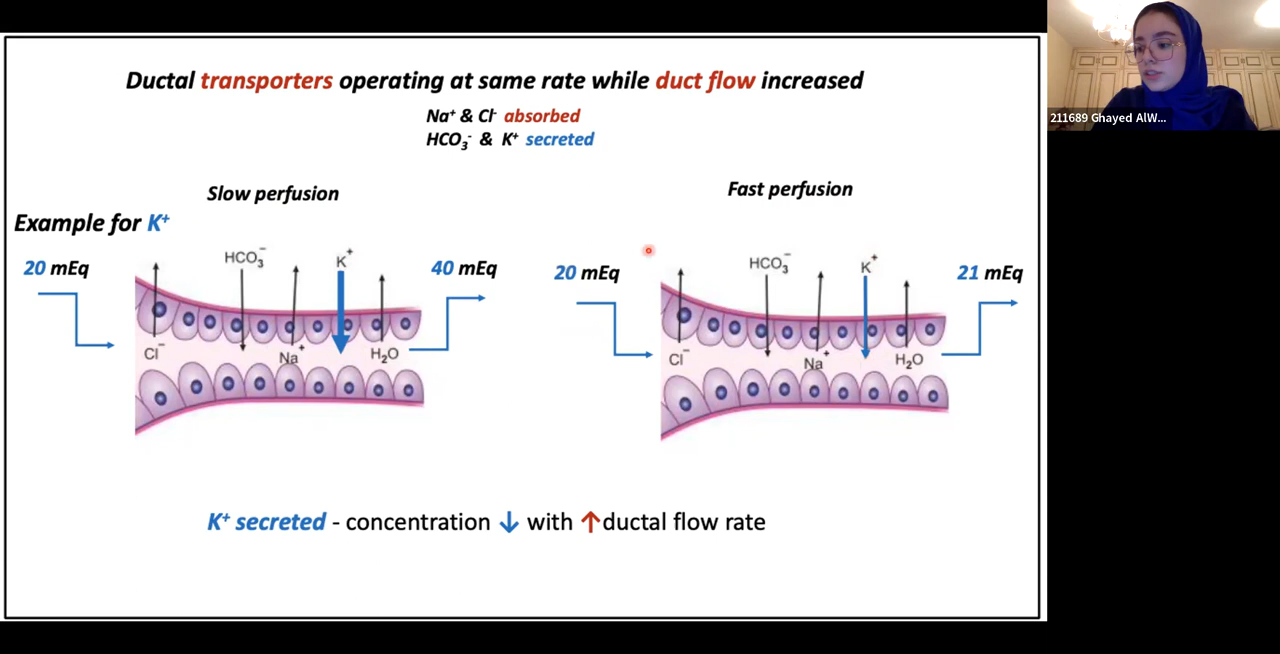 Ductal transporters operating at same rate while duct flow increased
Na⁺ & Cl⁻ absorbed
HCO₃⁻ & K⁺ secreted
Slow perfusion
Fast perfusion
Example for K⁺
20 mEq
HCO₃⁻
K⁺
40 mEq
Cl⁻
Na⁺
H₂O
20 mEq
HCO₃⁻
K⁺
21 mEq
Cl⁻
Na⁺
H₂O
K⁺ secreted - concentration ↓ with ↑ ductal flow rate
211689 Ghayed AlW...